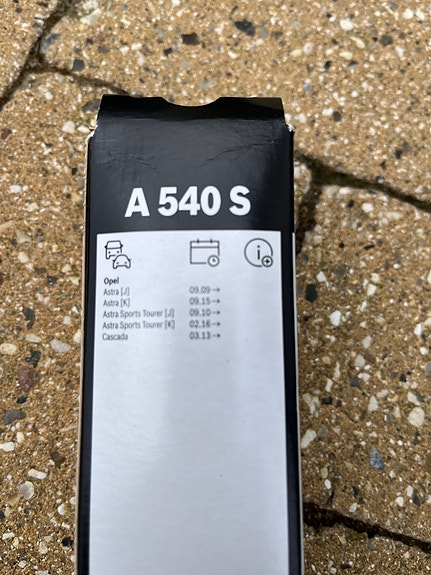 A 540 S
Opel
Astra [J] 09.09→
Astra [K] 09.15→
Astra Sports Tourer [J] 09.10→
Astra Sports Tourer [K] 02.16→
Cascada 03.13→